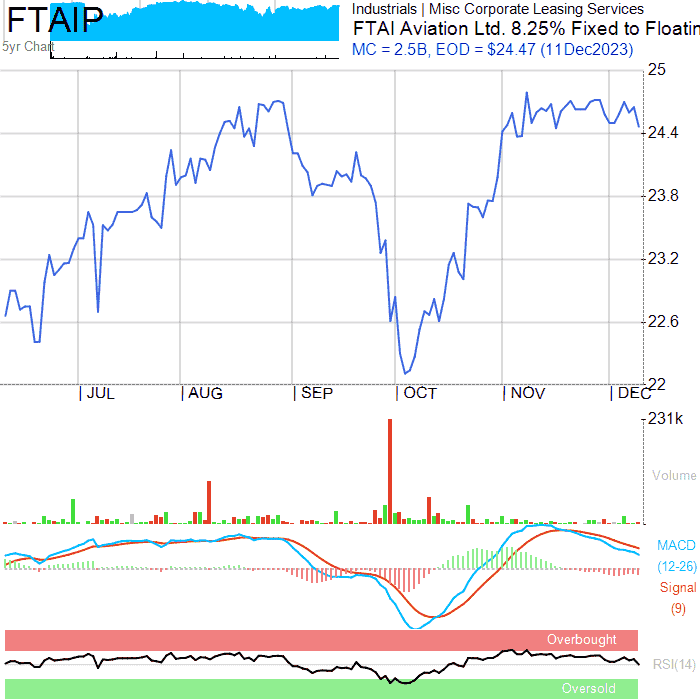 FTAIP
5yr Chart
Industrials | Misc Corporate Leasing Services
FTAI Aviation Ltd. 8.25% Fixed to Floatin
MC = 2.5B, EOD = $24.47 (11Dec2023)
25
24.4
23.8
23.2
22.6
22
| JUL | AUG | SEP | OCT | NOV | DEC
231k
Volume
MACD
(12-26)
Signal
(9)
Overbought
RSI(14)
Oversold